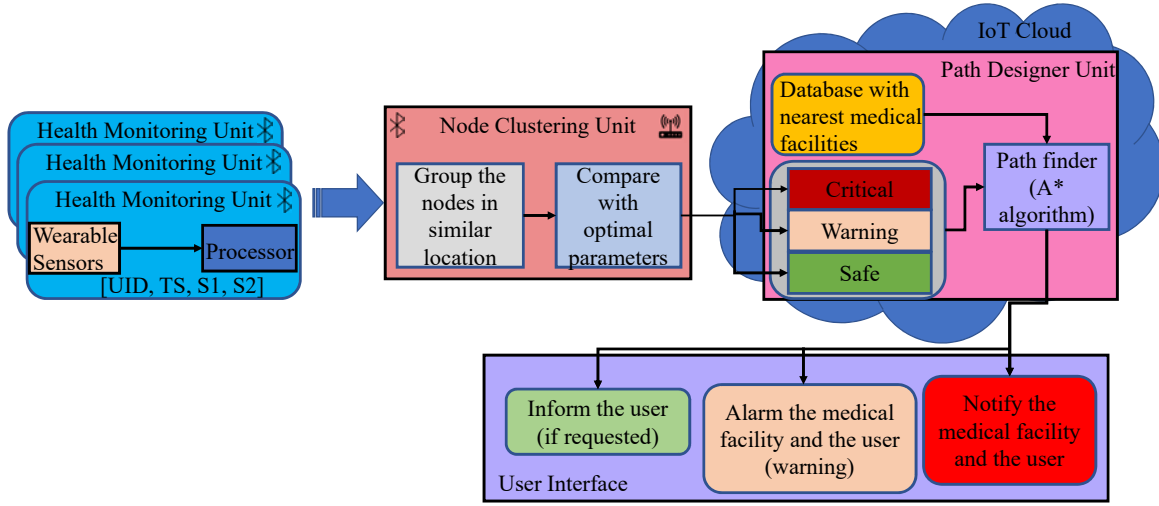 Health Monitoring Unit
Health Monitoring Unit
Health Monitoring Unit
Wearable
Sensors
Processor
[UID, TS, S1, S2]
Node Clustering Unit
Group the
nodes in
similar
location
Compare
with
optimal
parameters
IoT Cloud
Path Designer Unit
Database with
nearest medical
facilities
Critical
Warning
Safe
Path finder
(A*
algorithm)
Inform the user
(if requested)
Alarm the medical
facility and the user
(warning)
Notify the
medical facility
and the user
User Interface